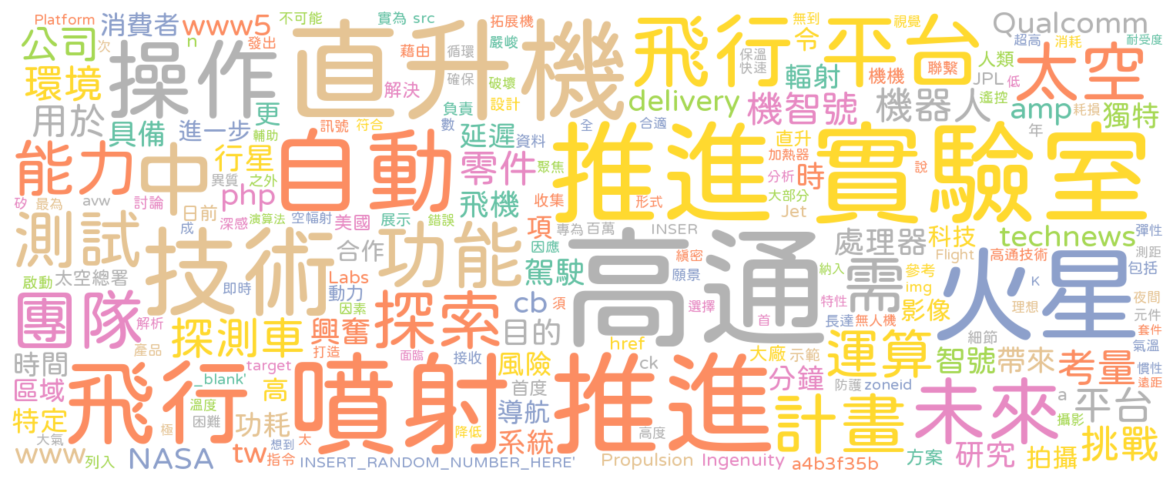 Platform 消費者 www5 不可能 實為 src 拓展機 無到 視覺 Qualcomm
公司 次 n 發出 直升機 藉由 循環 嚴峻 飛行平台 令 超高 消耗 耐受度
環境 操作 解決 確保 破壞 保溫 快速 輻射 機機 聯繫 人類 JPL 低 太空
用於 具備 進一步 更 負責 設計 delivery 機智號 機器人 遙控 amp 耗損 獨特
輔助 訊號 符合 數 延遲 資料 全 合適 直升 年
能力 中 行星 自動 零件 聚焦 推進 實驗室 加熱器 時 說
異質 之外 php 分析 大部分
矽 最為 avw 討論 日前 深感 演算法 空輻射 美國 展示 錯誤 飛機 收集 形式 Jet
測試 成 技術 合作 功能 項 專為 百萬 INSER 處理器 科技 technews 彈性
因應 高通 縝密 需 Flight 高通技術 測距
啟動 太空總署 即時 Labs 動力 駕駛 願景 納入 參考 火星 K 包括
團隊 解析 因素 探索 cb 須 選擇 特性 img 影像 理想 夜間
探測車 興奮 目的 首 長達 無人機 元件
時間 產品 打造 面臨 接收 風險 href ck 大廠 示範 運算 智號 細節 帶來 考量 套件 氣溫
區域 _blank' target 飛行 噴射 推進 高 首度 分鐘 防護 zoneid 未來 a 平台 慣性 遠距
特定 溫度 困難 功耗 導航 計畫 攝影 挑戰
大氣 極 想到 太 降低 系統 高度
www 列入 NASA tw 指令 INSERT_RANDOM_NUMBER_HERE' Propulsion Ingenuity a4b3f35b 方案 研究 拍攝